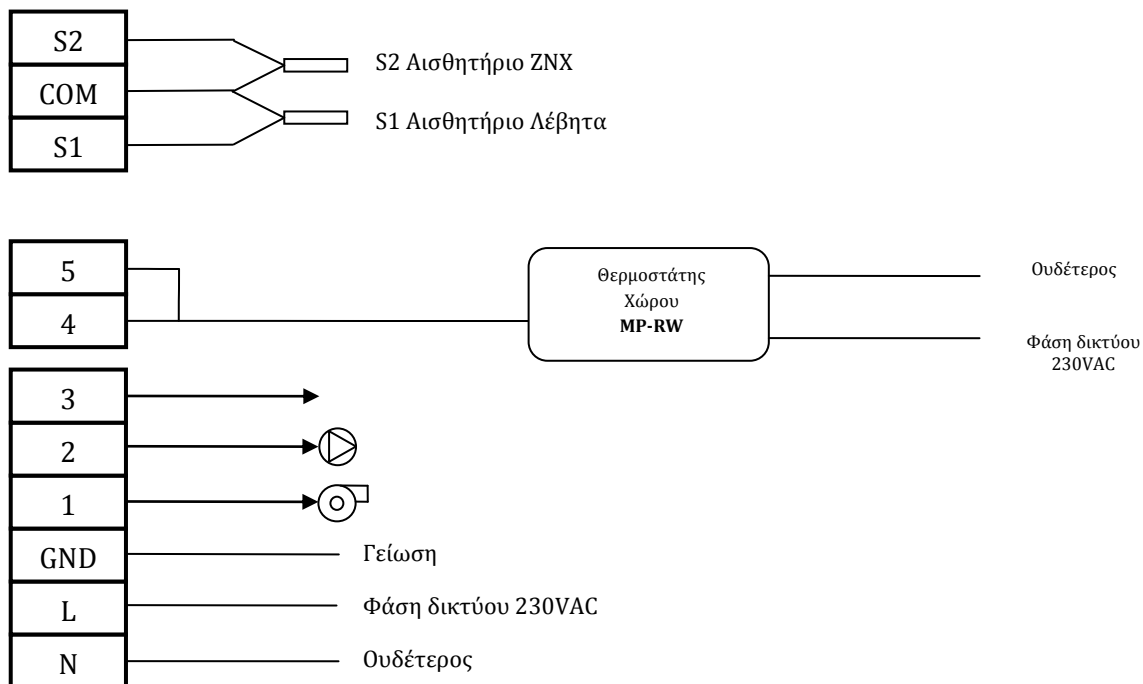 S2
S2 Αισθητήριο ΖΝΧ
COM
S1 Αισθητήριο Λέβητα
S1
5
Θερμοστάτης
Χώρου
MP-RW
Ουδέτερος
4
Φάση δικτύου
230VAC
3
2
1
GND
Γείωση
L
Φάση δικτύου 230VAC
N
Ουδέτερος